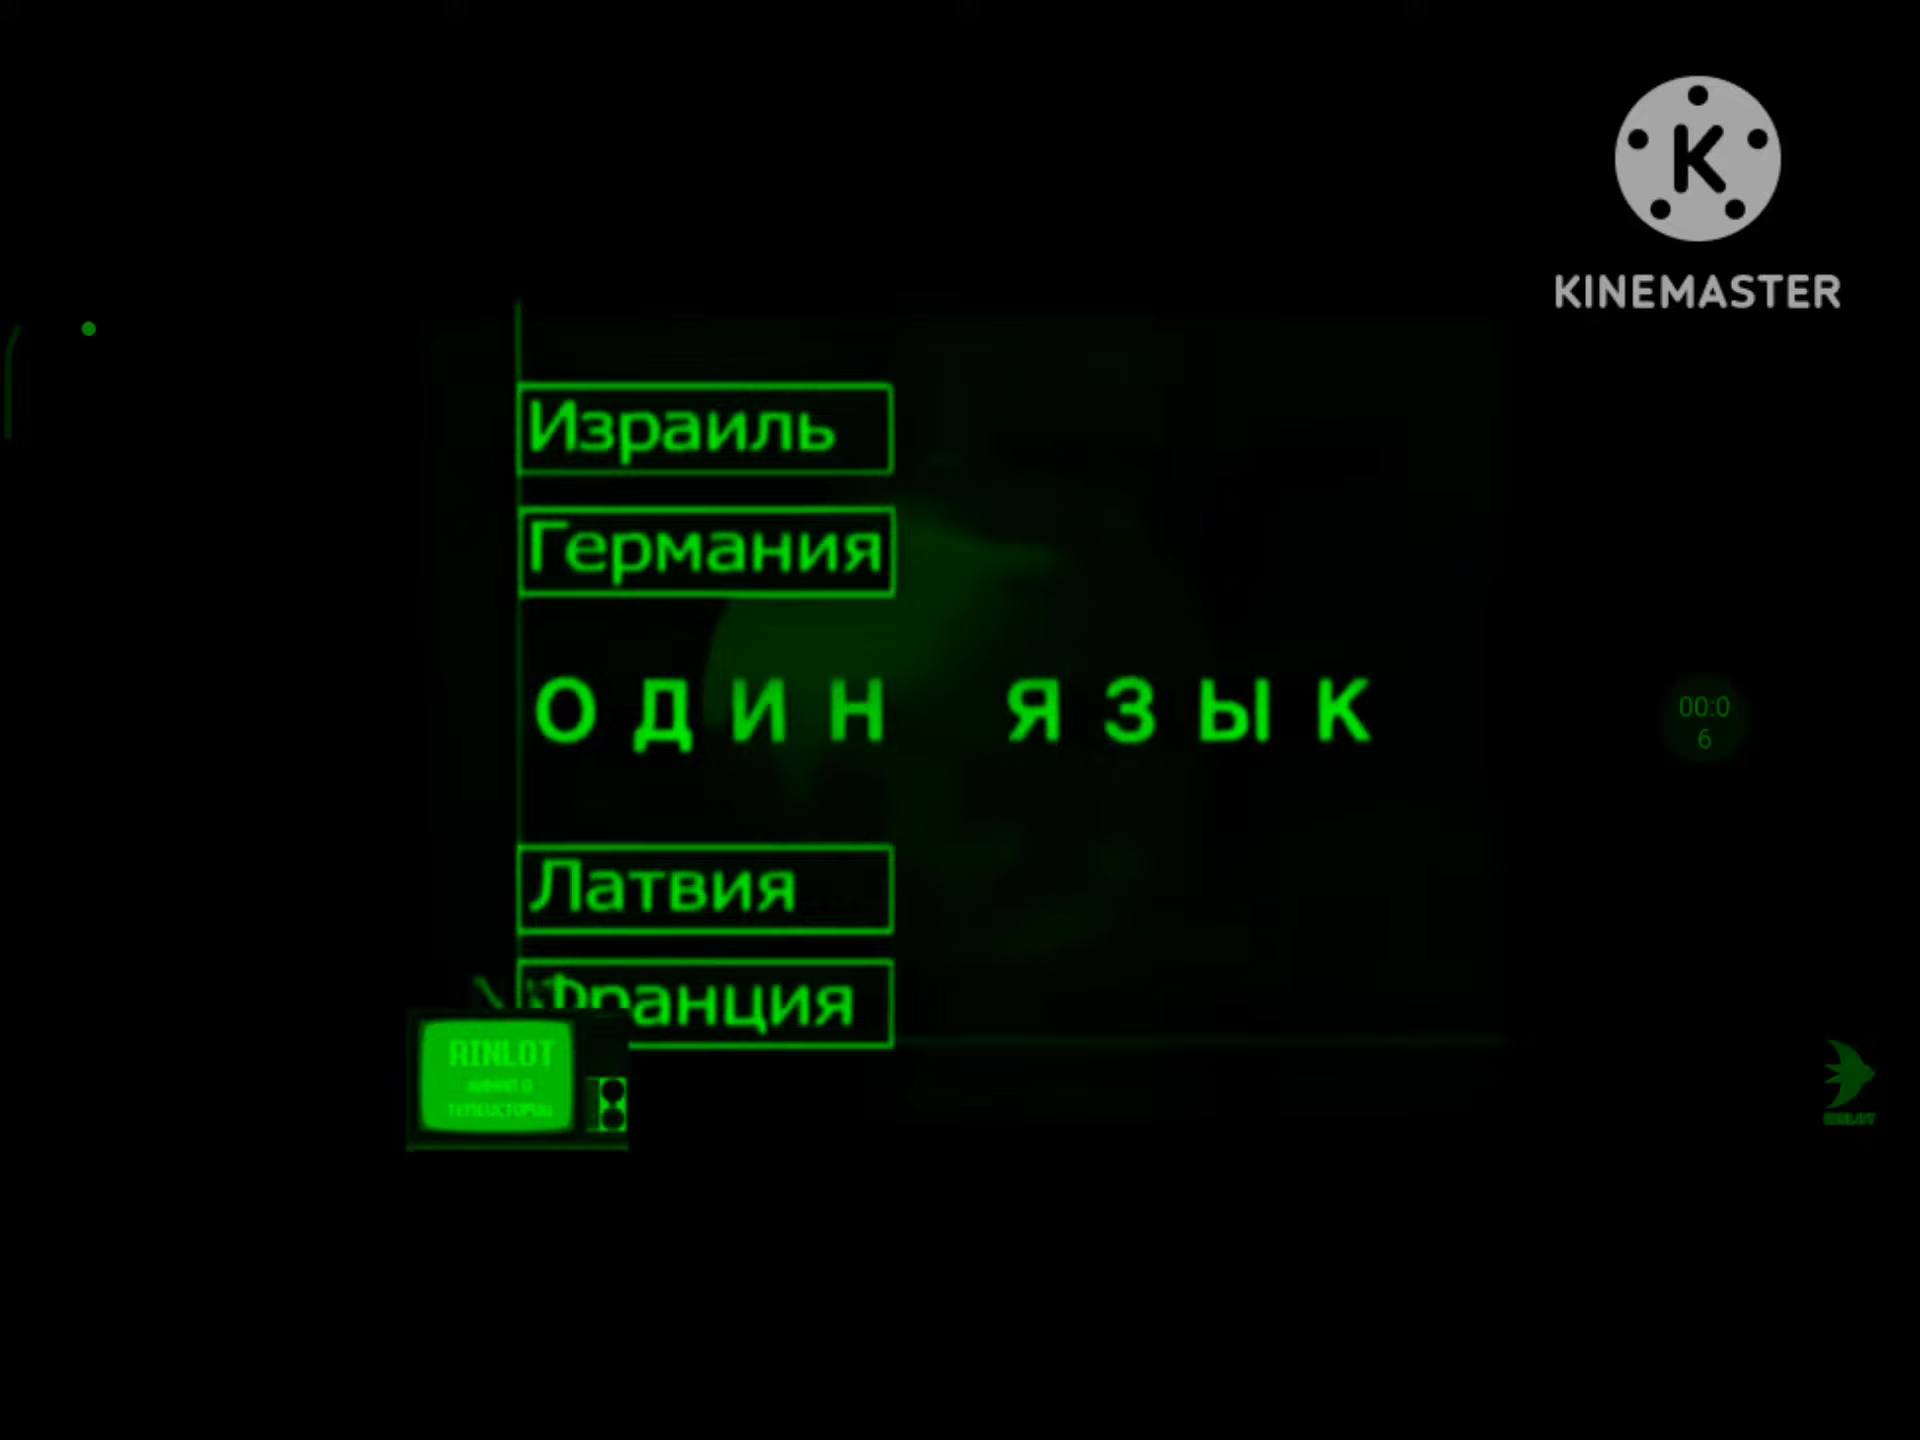 K
KINEMASTER
Израиль
Германия
ОДИН ЯЗЫК
00:0
6
Латвия
Франция
RINLOT